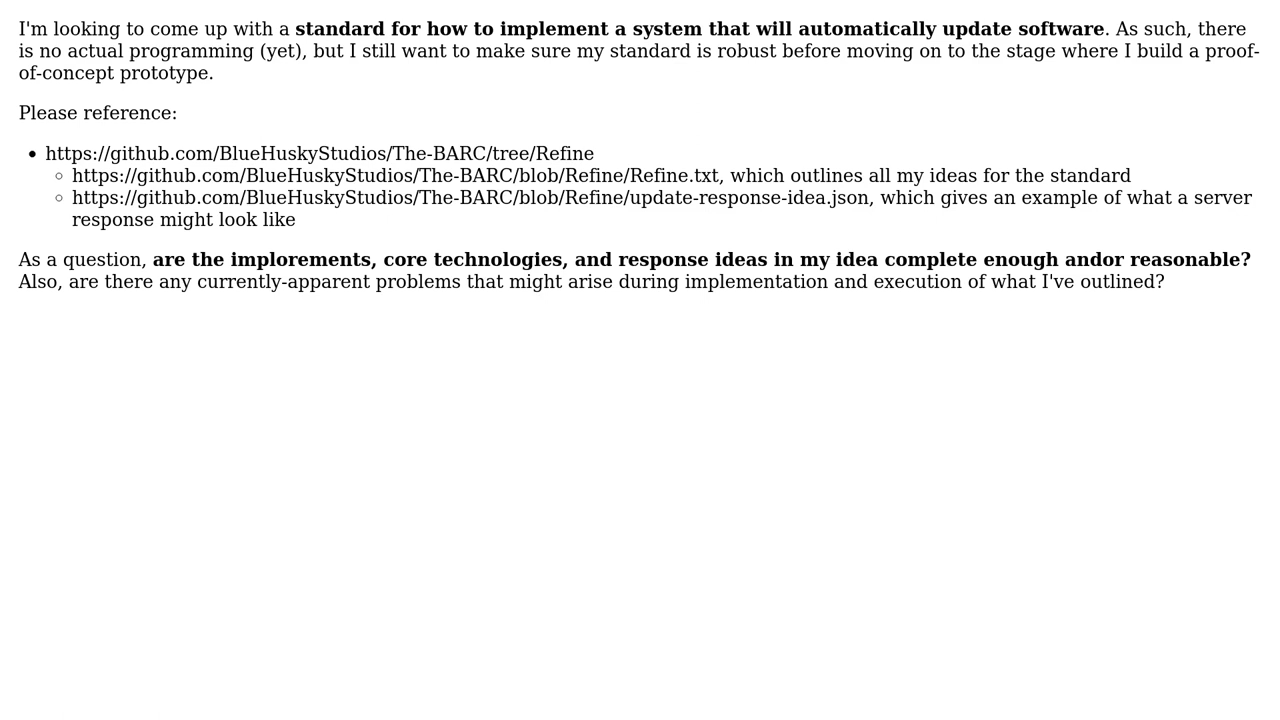 I'm looking to come up with a standard for how to implement a system that will automatically update software. As such, there
is no actual programming (yet), but I still want to make sure my standard is robust before moving on to the stage where I build a proof-
of-concept prototype.
Please reference:
• https://github.com/BlueHuskyStudios/The-BARC/tree/Refine
◦ https://github.com/BlueHuskyStudios/The-BARC/blob/Refine/Refine.txt, which outlines all my ideas for the standard
◦ https://github.com/BlueHuskyStudios/The-BARC/blob/Refine/update-response-idea.json, which gives an example of what a server
response might look like
As a question, are the implorements, core technologies, and response ideas in my idea complete enough andor reasonable?
Also, are there any currently-apparent problems that might arise during implementation and execution of what I've outlined?